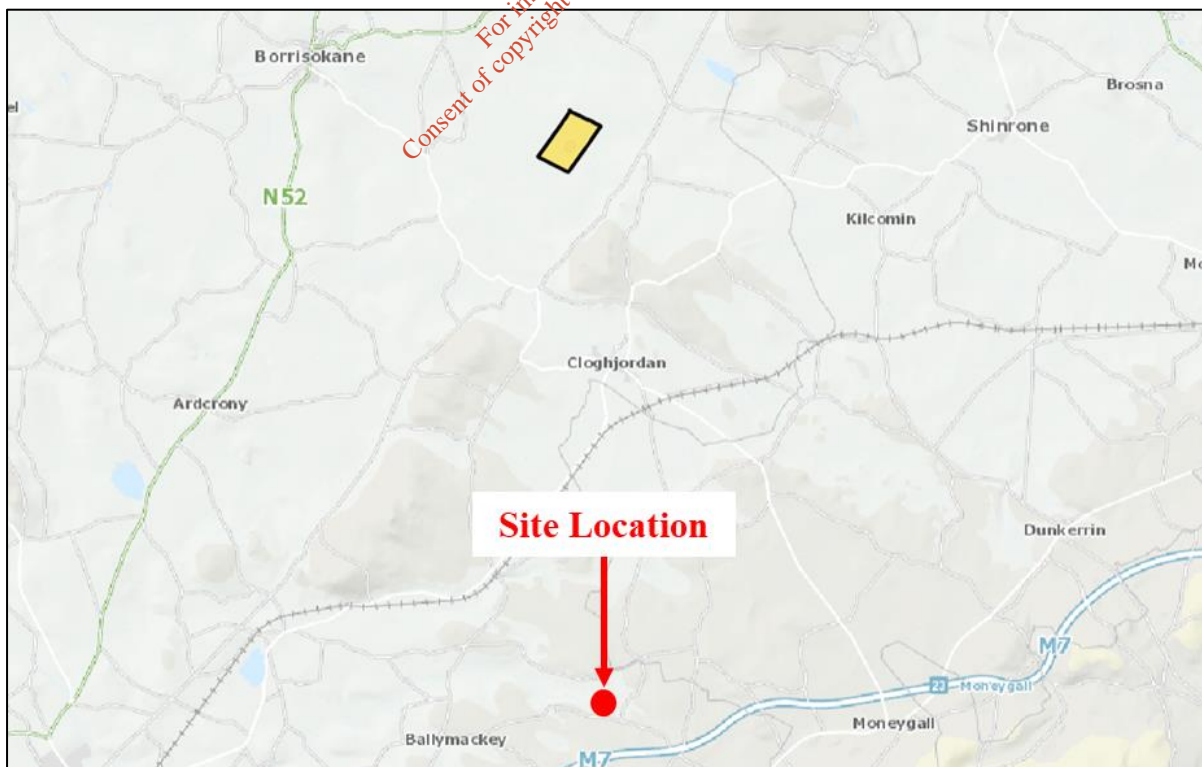 For in
Consent of copyright
Borrisokane
Brosna
Shinrone
N52
Kilcomin
Cloghjordan
Ardcrony
Site Location
Dunkerrin
M7
23 Moneygall
Moneygall
Ballymackey
M7